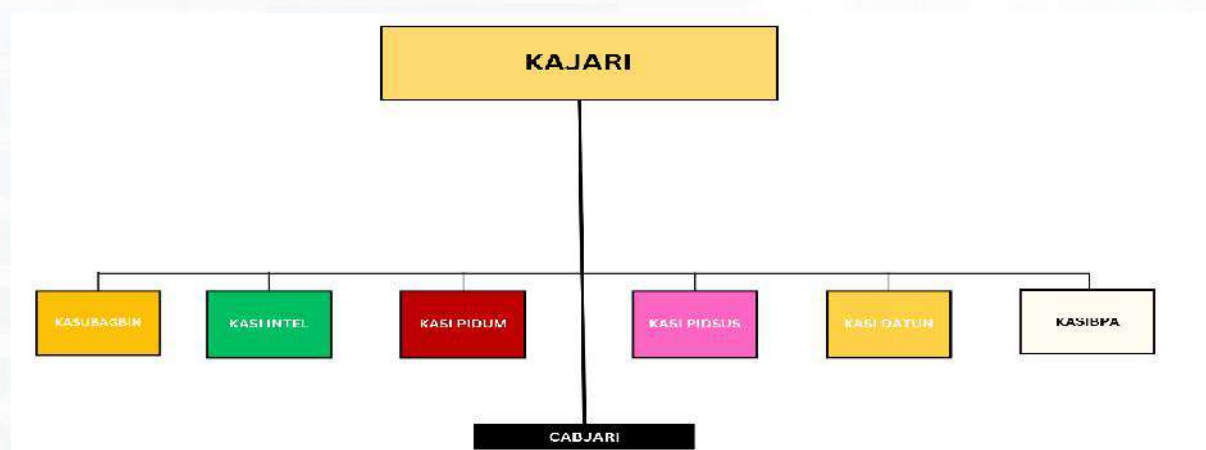 KAJARI
KASUBAGBIN
KASI INTEL
KASI PIDUM
KASI PIDSUS
KASI DATUN
KASIBPA
CABJARI